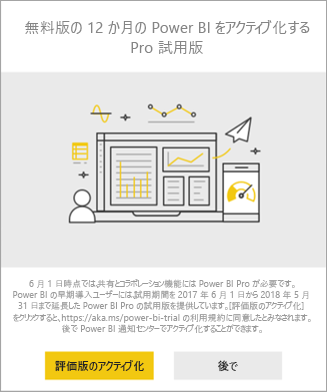 無料版の 12 か月の Power BI をアクティブ化する
Pro 試用版
6 月 1 日時点では、共有とコラボレーション機能には Power BI Pro が必要です。
Power BI の早期導入ユーザーには、試用期間を 2017 年 6 月 1 日から 2018 年 5 月
31 日まで延長した Power BI Pro の試用版を提供しています。[評価版のアクティブ化]
をクリックすると、https://aka.ms/power-bi-trial の利用規約に同意したとみなされます。
後で Power BI 通知センターでアクティブ化することができます。
評価版のアクティブ化
後で